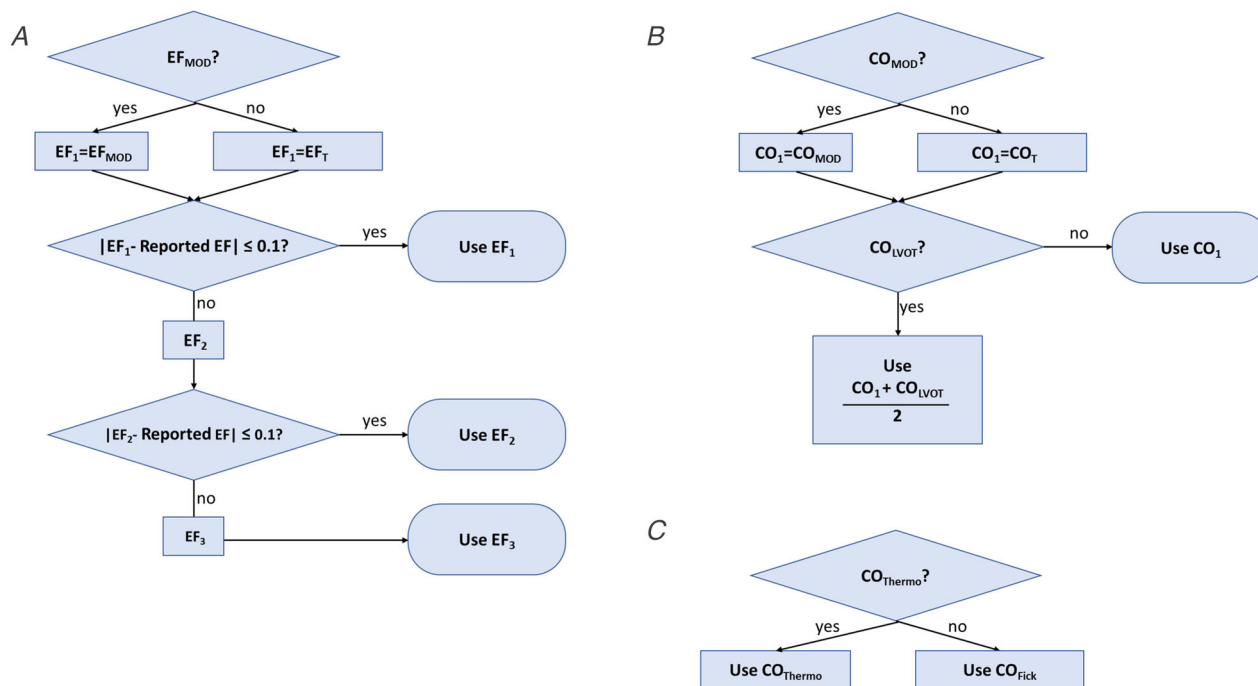 A
EF_MOD?
yes
no
EF_1=EF_MOD
EF_1=EF_T
|EF_1- Reported EF| ≤ 0.1?
yes
Use EF_1
no
EF_2
|EF_2- Reported EF| ≤ 0.1?
yes
Use EF_2
no
EF_3
Use EF_3
B
CO_MOD?
yes
no
CO_1=CO_MOD
CO_1=CO_T
CO_LVOT?
no
Use CO_1
yes
Use
CO_1 + CO_LVOT
2
C
CO_Thermo?
yes
no
Use CO_Thermo
Use CO_Fick